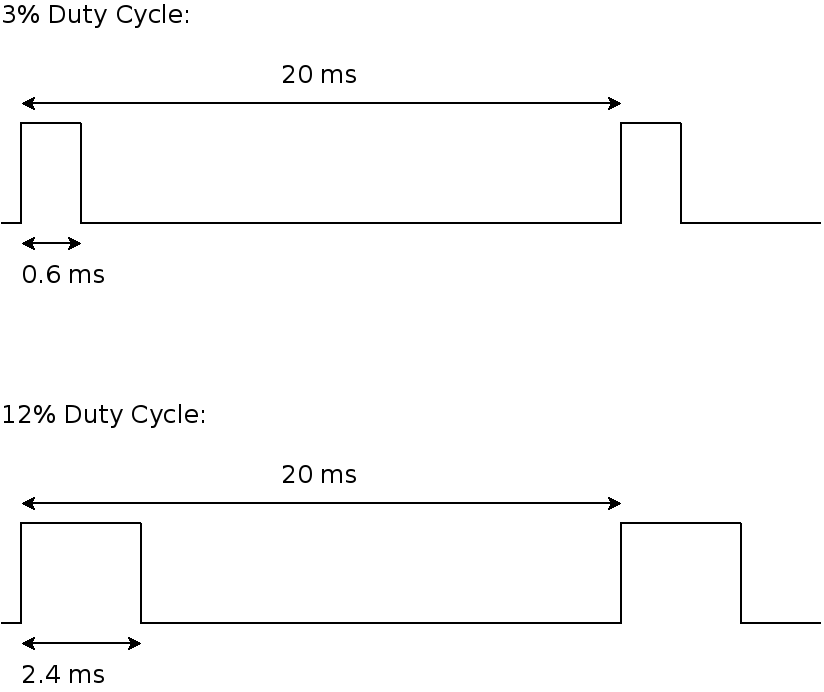 3% Duty Cycle:
20 ms
0.6 ms
12% Duty Cycle:
20 ms
2.4 ms